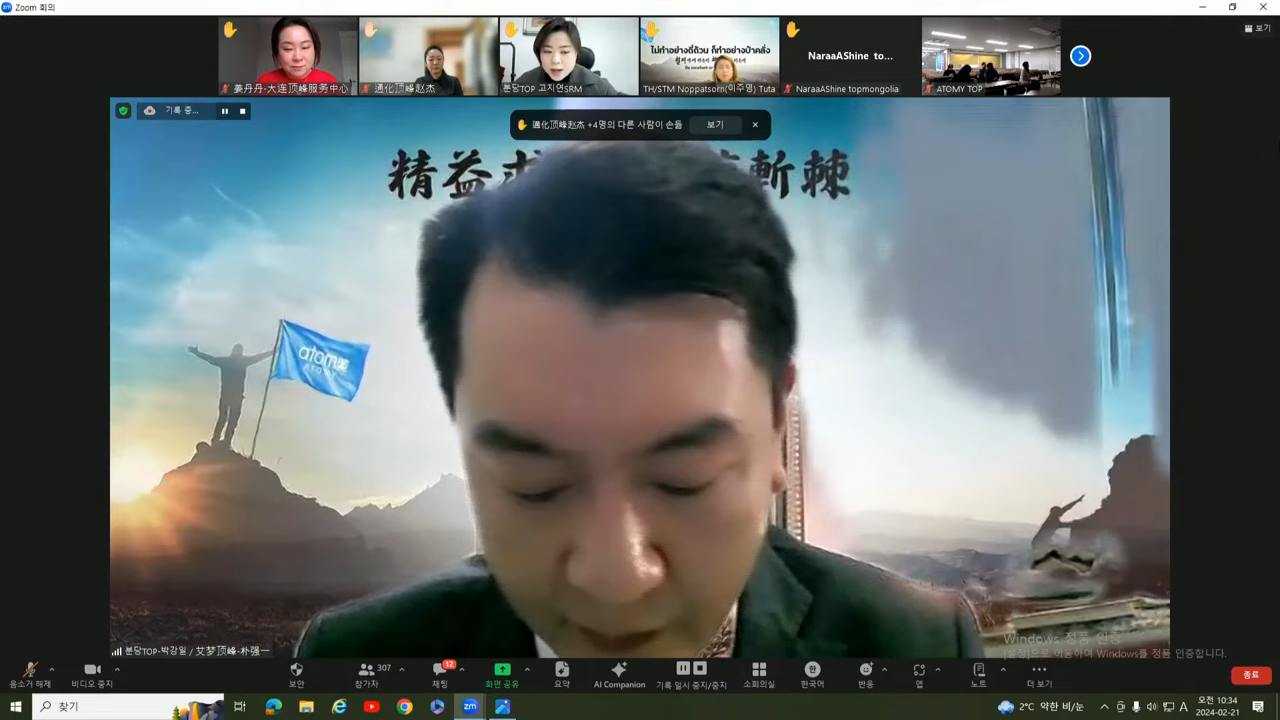 Zoom 회의
보기
姜丹丹-大连顶峰服务中心
通化顶峰赵杰
분당TOP 고지연SRM
ไม่ทำอย่างถี่ถ้วน ก็ทำอย่างบ้าคลั่ง
TH/STM Noppatsorn(이주영) Tuta
NaraaAShine to...
NaraaAShine topmongolia
ATOMY TOP
기록 중...
通化顶峰赵杰 +4명의 다른 사람이 손들
보기
精益
斬棘
atom美
ATOMY
분당TOP-박강일 / 艾梦顶峰-朴强一
Windows 정품 인증
[설정]으로 이동하여 Windows를 정품 인증합니다.
음소거 해제
비디오 중지
보안
참가자
307
채팅
12
화면 공유
요약
AI Companion
기록 일시 중지/중지
소회의실
한국어
반응
앱
노트
더 보기
종료
찾기
2°C 약한 비/눈
A
오전 10:34
2024-02-21